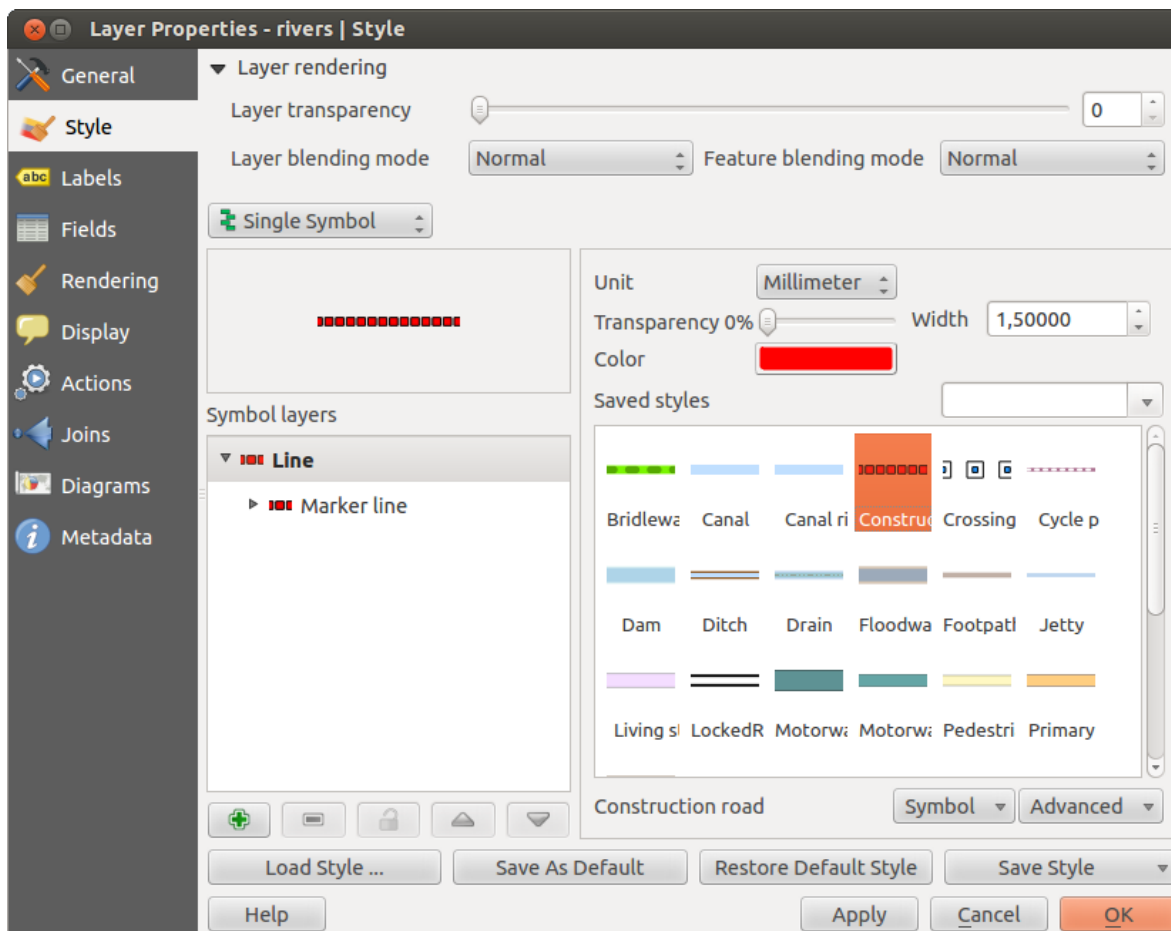 Layer Properties - rivers | Style
General
Style
abc Labels
Fields
Rendering
Display
Actions
Joins
Diagrams
i Metadata
Layer rendering
Layer transparency 0
Layer blending mode Normal Feature blending mode Normal
Single Symbol
Unit Millimeter
Transparency 0% Width 1,50000
Color
Saved styles
Symbol layers
Line
Marker line
Bridlewa Canal Canal ri Construc Crossing Cycle p
Dam Ditch Drain Floodwa Footpath Jetty
Living st LockedR Motorwa Motorwa Pedestri Primary
Construction road Symbol Advanced
Load Style ... Save As Default Restore Default Style Save Style
Help Apply Cancel OK